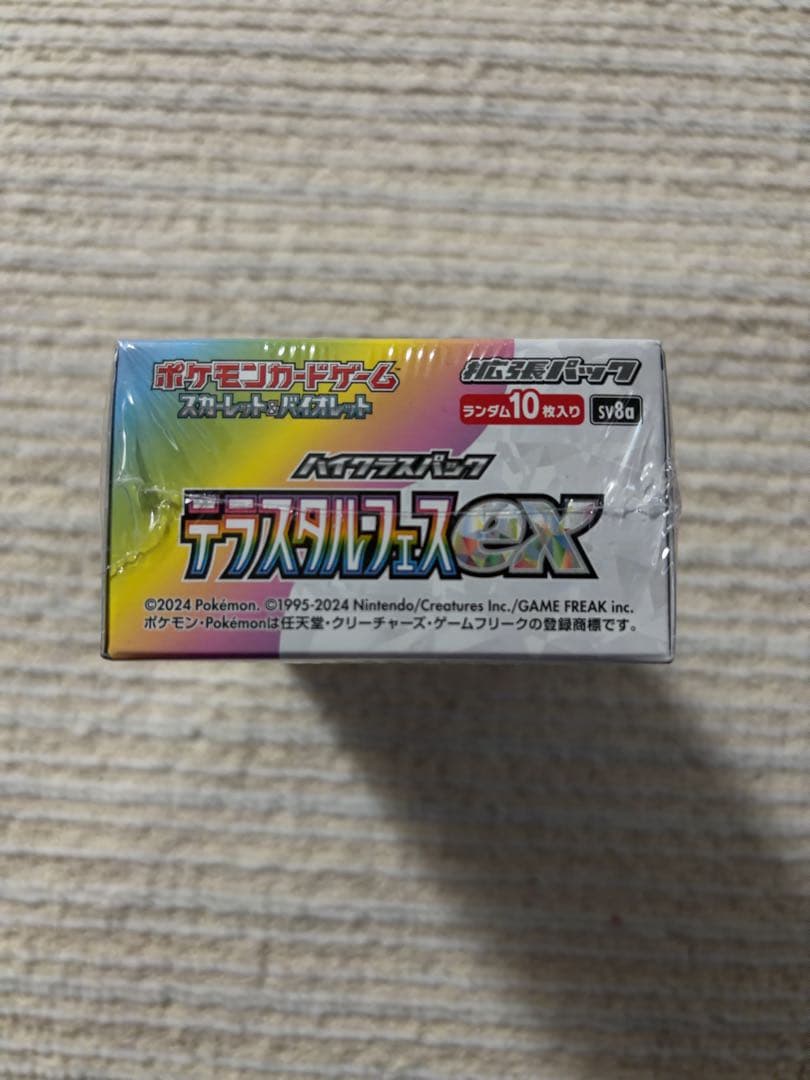 ポケモンカードゲーム
スカーレット&バイオレット
拡張パック
ランダム10枚入り
SV8a
ハイクラスパック
テラスタルフェスex
©2024 Pokémon. ©1995-2024 Nintendo/Creatures Inc./GAME FREAK inc.
ポケモン・Pokémonは任天堂・クリーチャーズ・ゲームフリークの登録商標です。